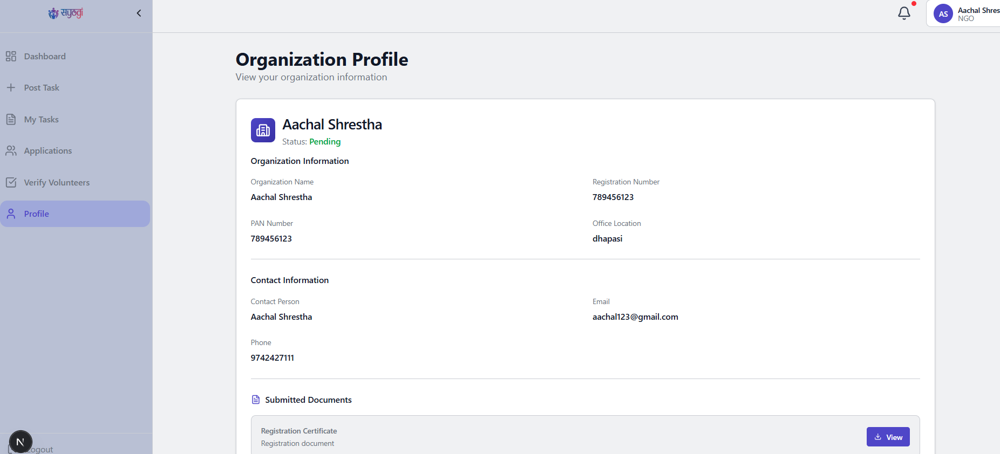 सyogi
Aachal Shres
AS
NGO
Dashboard
Post Task
My Tasks
Applications
Verify Volunteers
Profile
N
Logout
Organization Profile
View your organization information
Aachal Shrestha
Status: Pending
Organization Information
Organization Name
Registration Number
Aachal Shrestha
789456123
PAN Number
Office Location
789456123
dhapasi
Contact Information
Contact Person
Email
Aachal Shrestha
aachal123@gmail.com
Phone
9742427111
Submitted Documents
Registration Certificate
Registration document
View